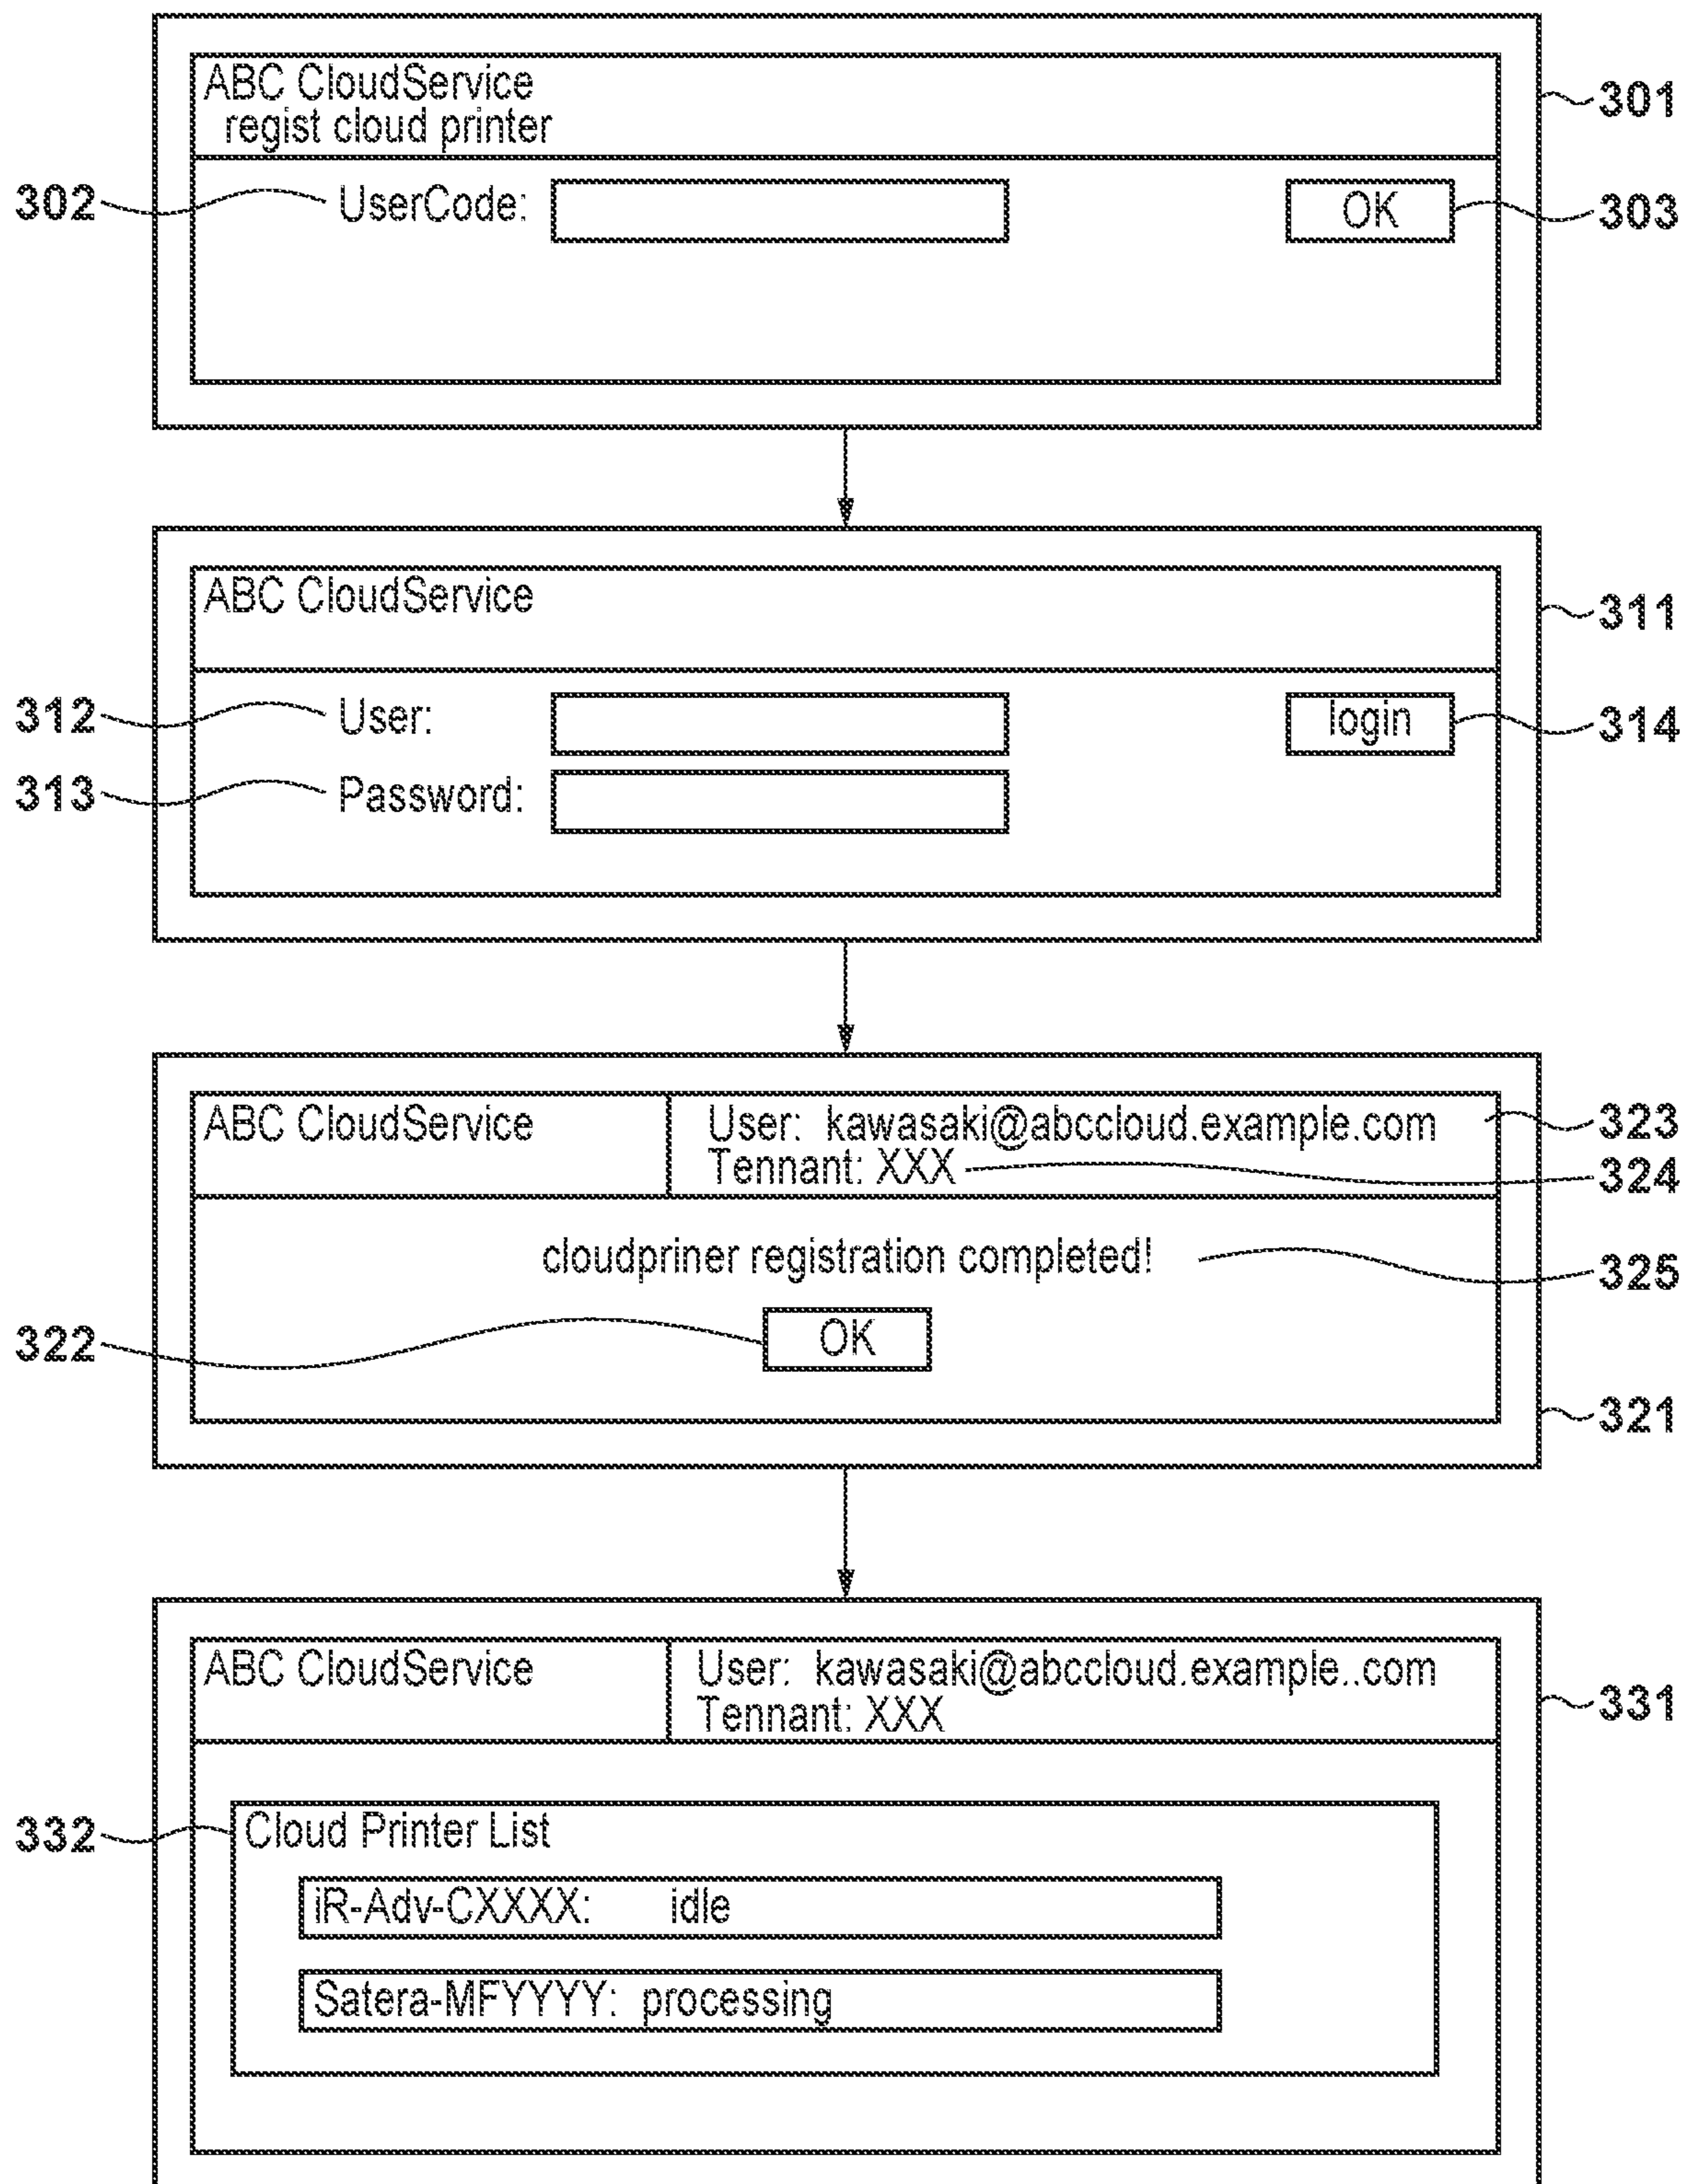 ABC CloudService
regist cloud printer
301
302
UserCode:
OK
303
ABC CloudService
311
312
User:
login
314
313
Password:
ABC CloudService
User: kawasaki@abccloud.example.com
323
Tennant: XXX
324
cloudpriner registration completed!
325
322
OK
321
ABC CloudService
User: kawasaki@abccloud.example..com
331
Tennant: XXX
332
Cloud Printer List
iR-Adv-CXXXX: idle
Satera-MFYYYY: processing